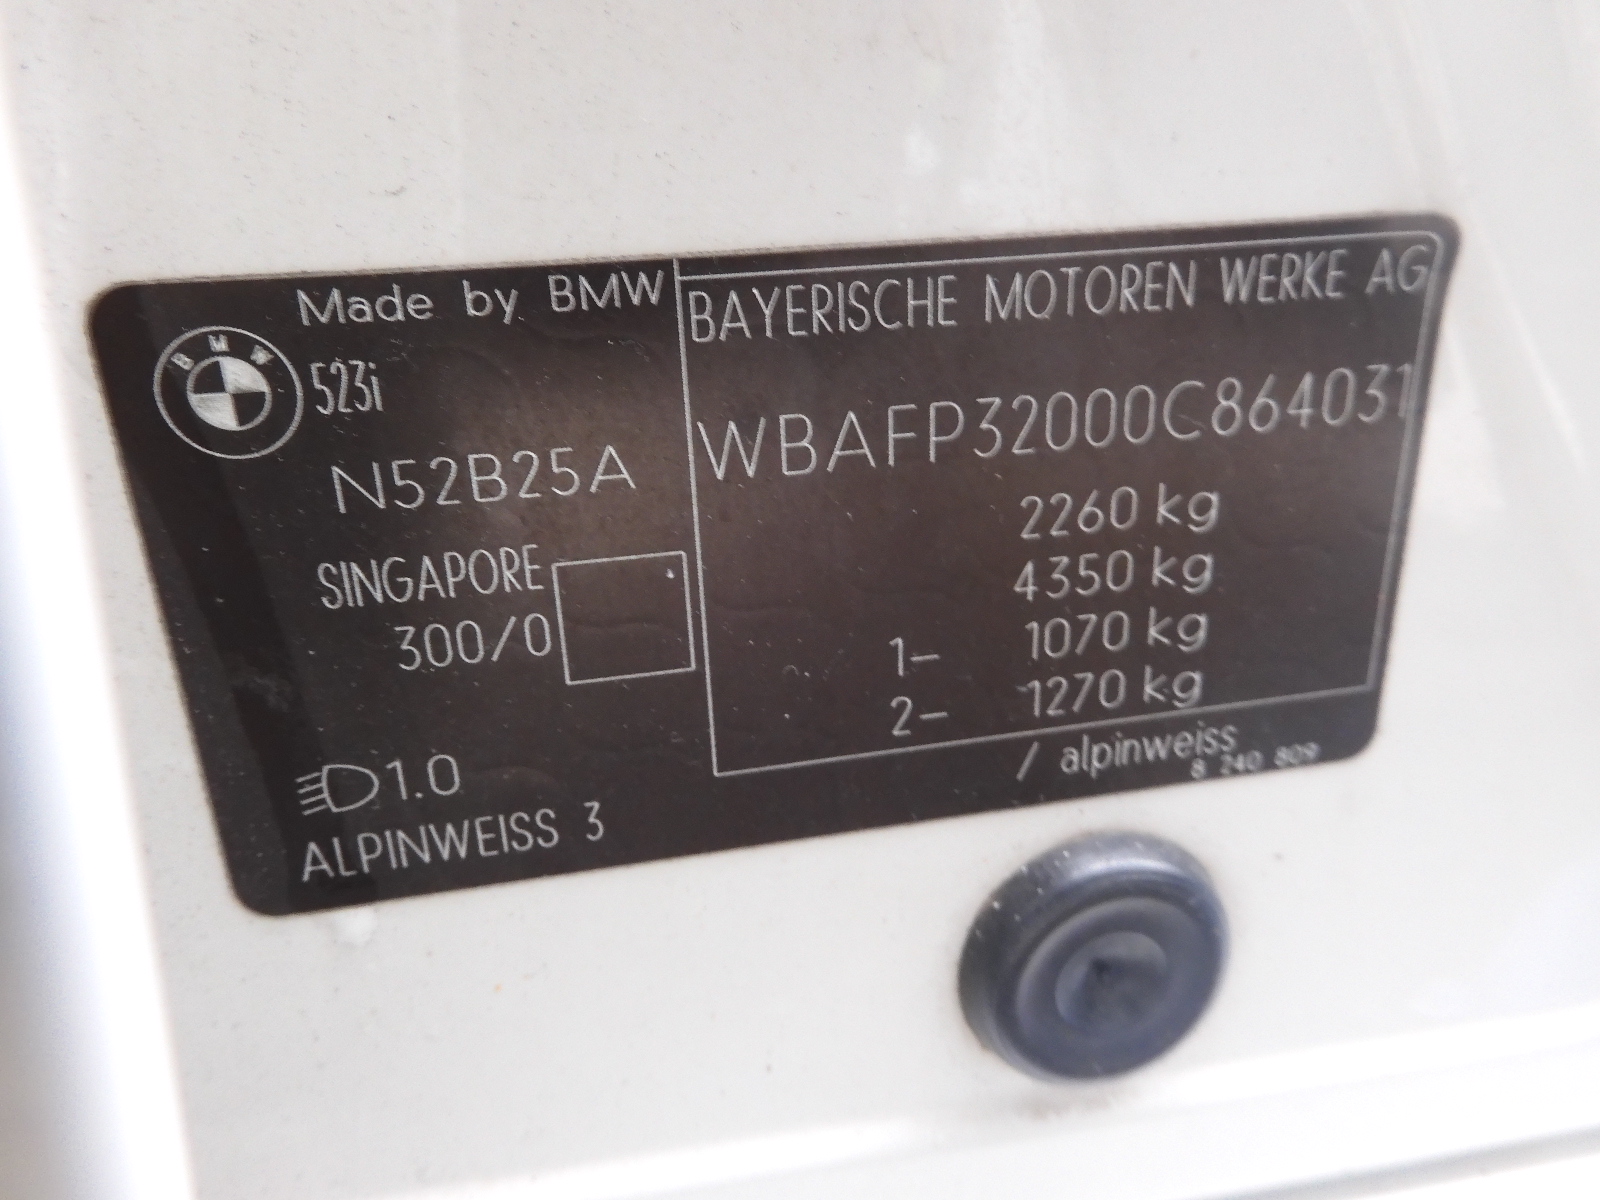 Made by BMW
BMW
523i
N52B25A
SINGAPORE
300/0
1.0
ALPINWEISS 3
BAYERISCHE MOTOREN WERKE AG
WBAFP32000C864031
2260 kg
4350 kg
1- 1070 kg
2- 1270 kg
/ alpinweiss
8 240 809